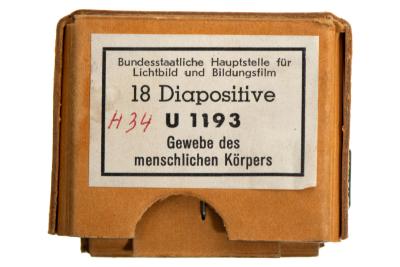 Bundesstaatliche Hauptstelle für
Lichtbild und Bildungsfilm
18 Diapositive
H 34 U 1193
Gewebe des
menschlichen Körpers